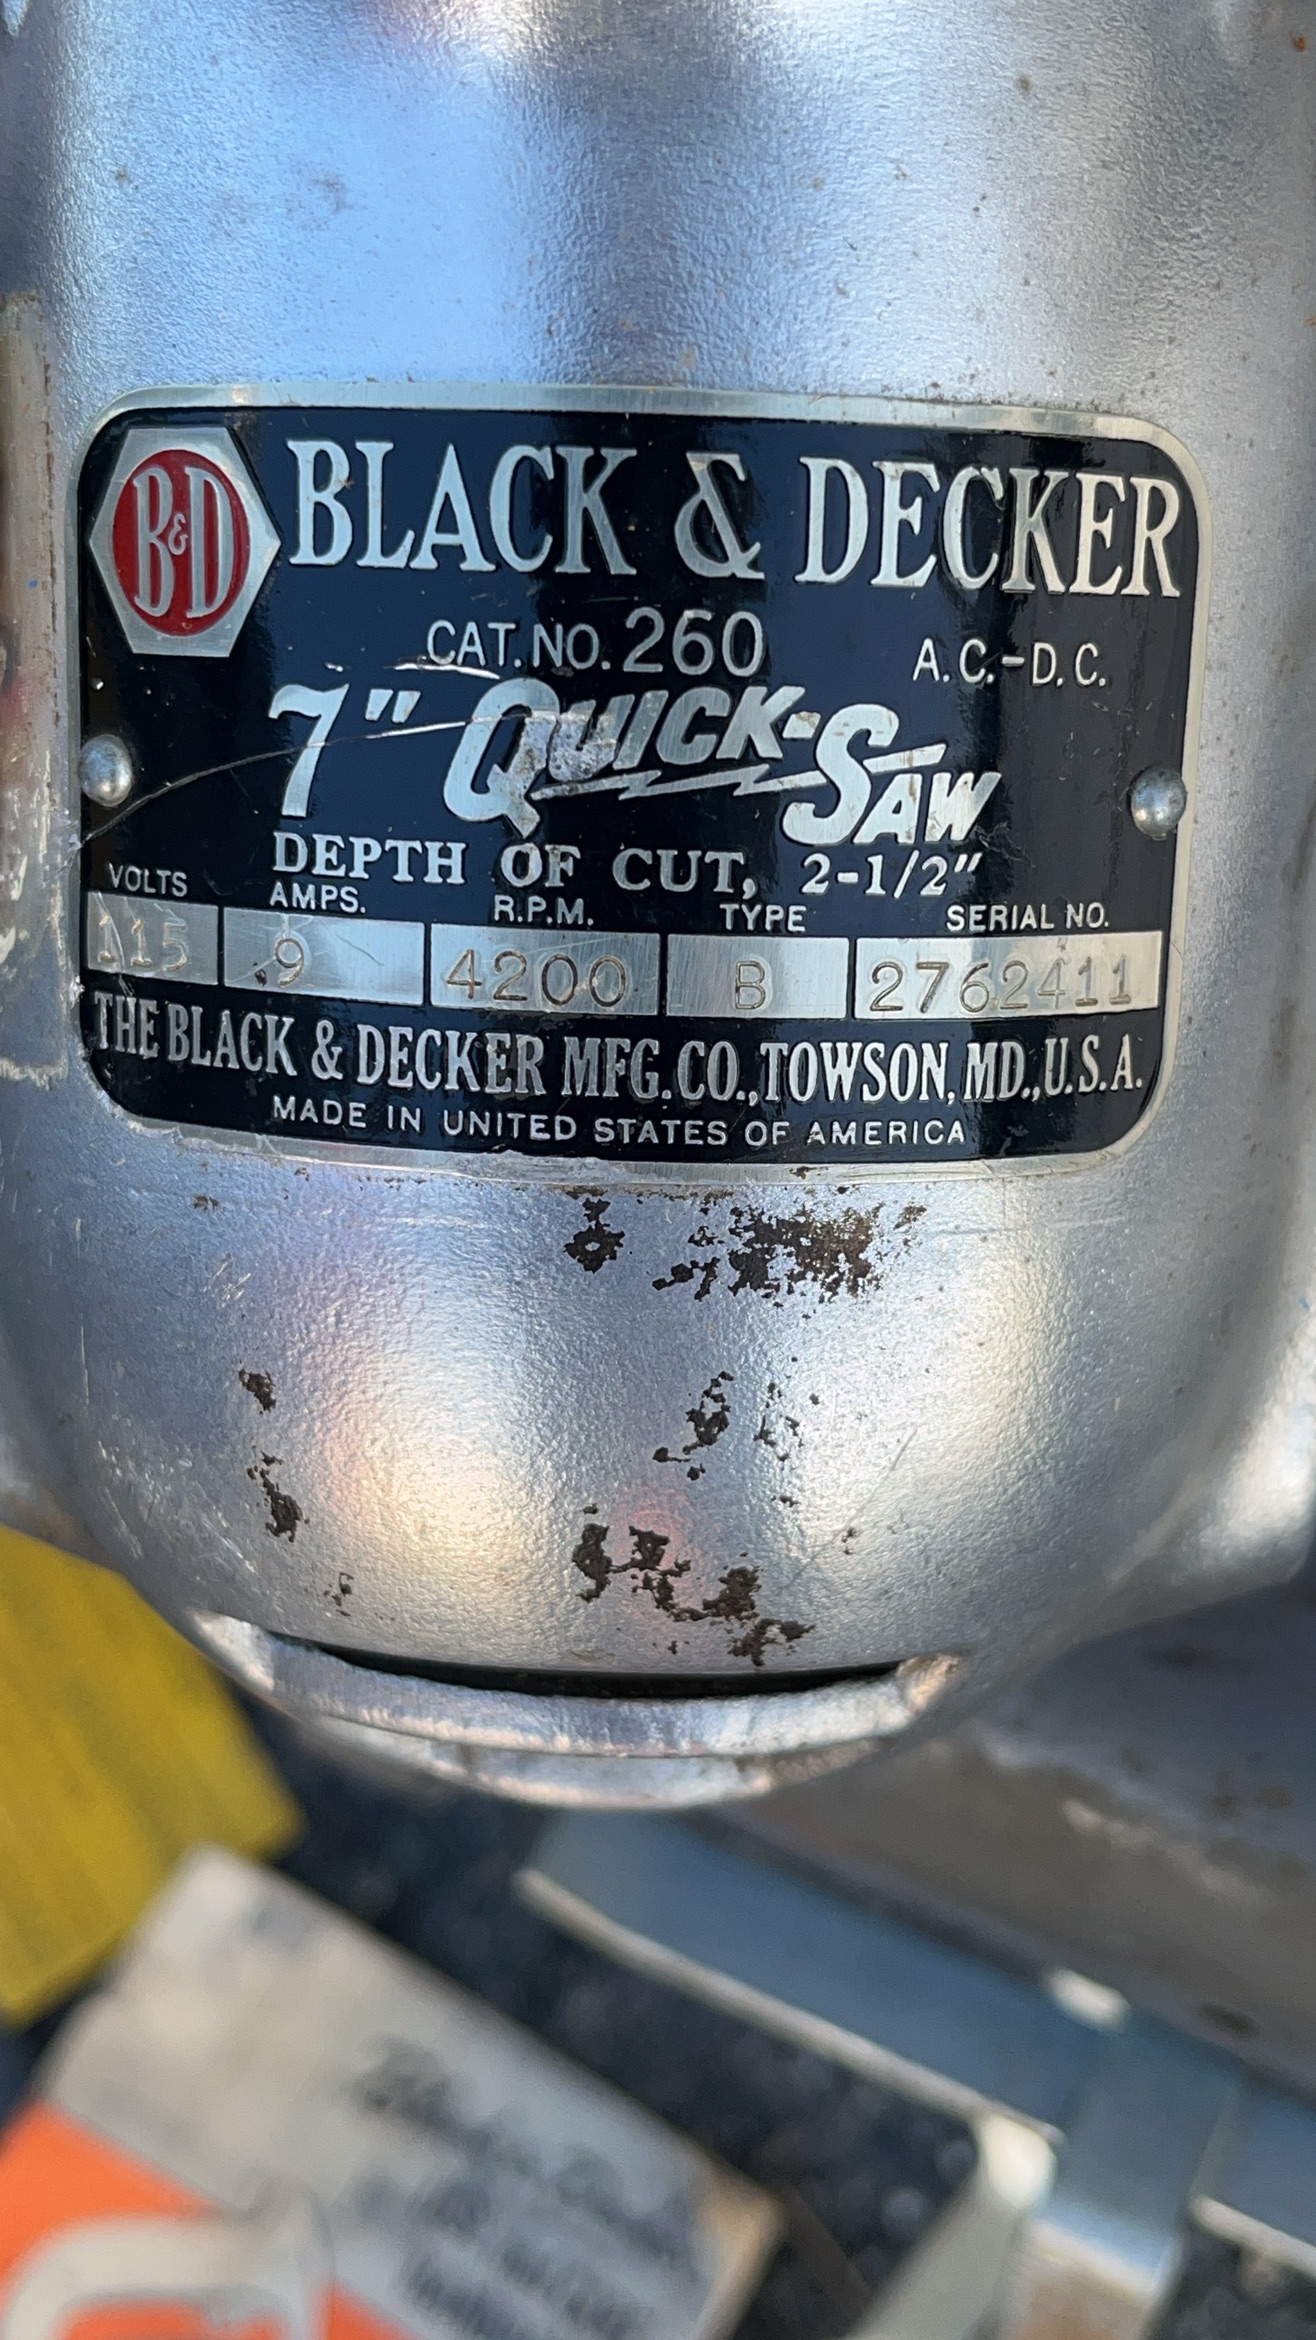 B&D BLACK & DECKER
CAT. NO. 260 A.C.-D.C.
7" QUICK-SAW
DEPTH OF CUT, 2-1/2"
VOLTS AMPS. R.P.M. TYPE SERIAL NO.
115 .9 4200 B 2762411
THE BLACK & DECKER MFG. CO., TOWSON, MD., U.S.A.
MADE IN UNITED STATES OF AMERICA